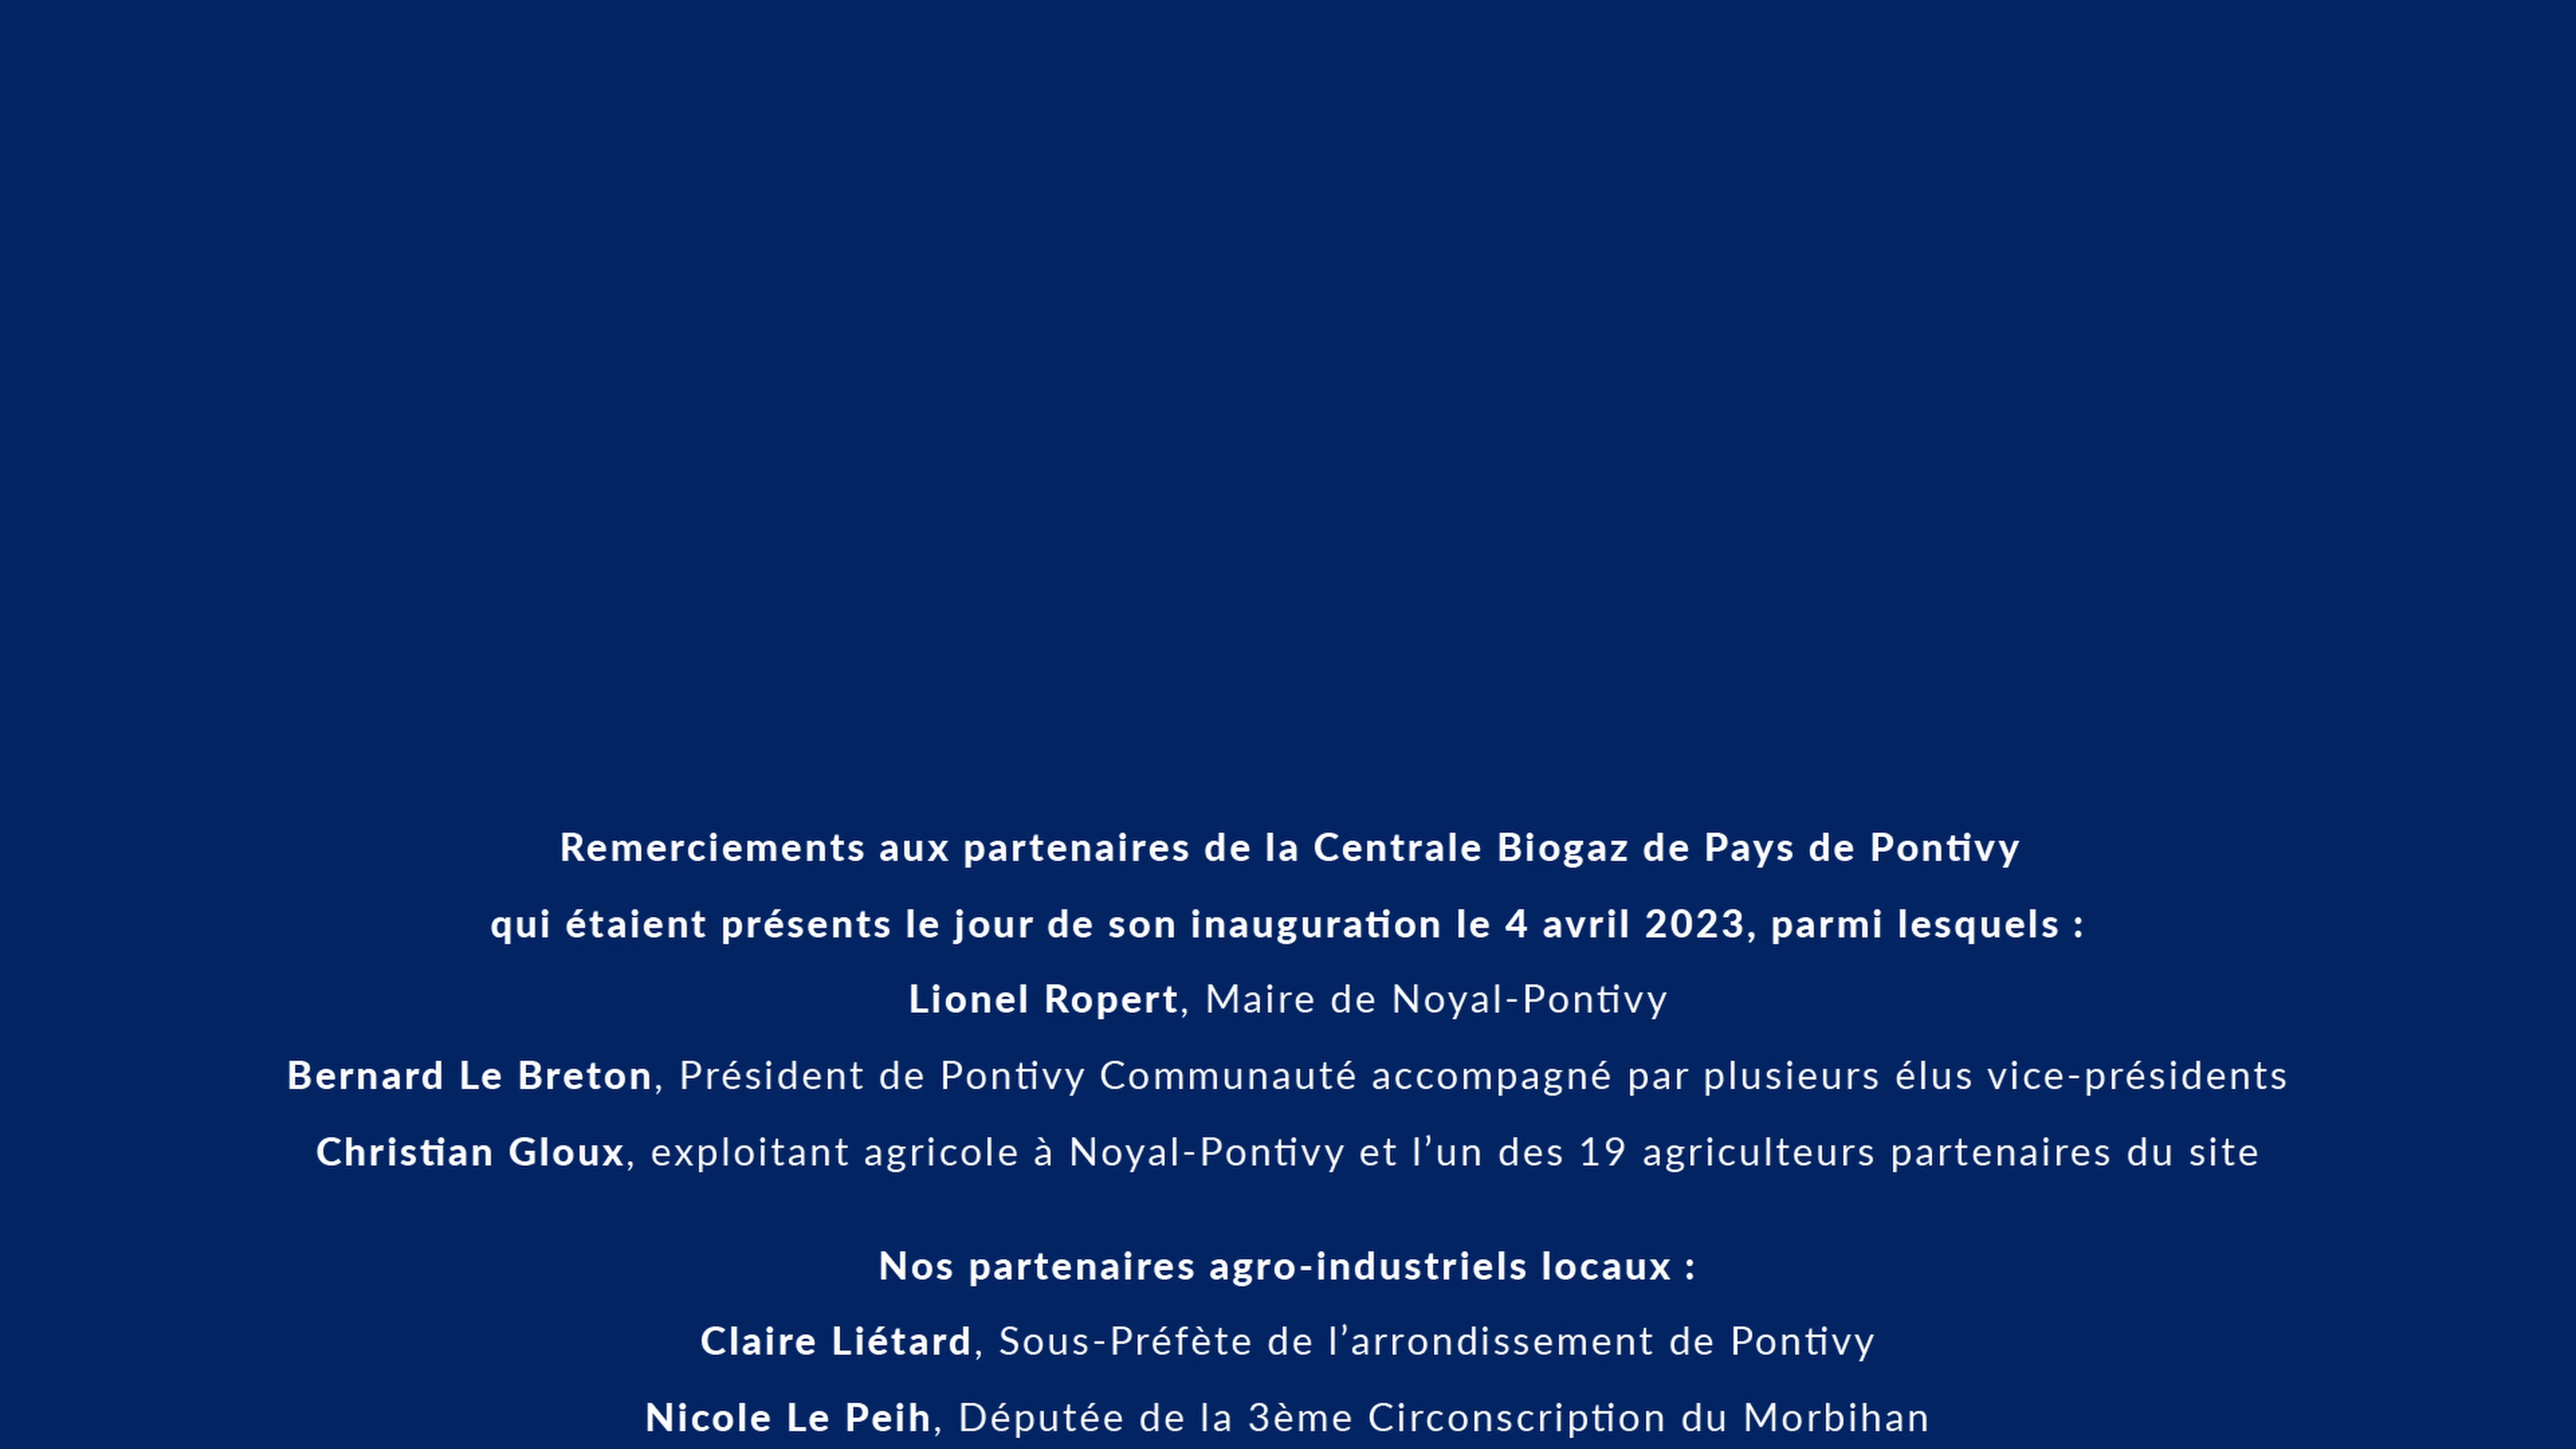 Remerciements aux partenaires de la Centrale Biogaz de Pays de Pontivy
qui étaient présents le jour de son inauguration le 4 avril 2023, parmi lesquels :
Lionel Ropert, Maire de Noyal-Pontivy
Bernard Le Breton, Président de Pontivy Communauté accompagné par plusieurs élus vice-présidents
Christian Gloux, exploitant agricole à Noyal-Pontivy et l’un des 19 agriculteurs partenaires du site
Nos partenaires agro-industriels locaux :
Claire Liétard, Sous-Préfète de l’arrondissement de Pontivy
Nicole Le Peih, Députée de la 3ème Circonscription du Morbihan